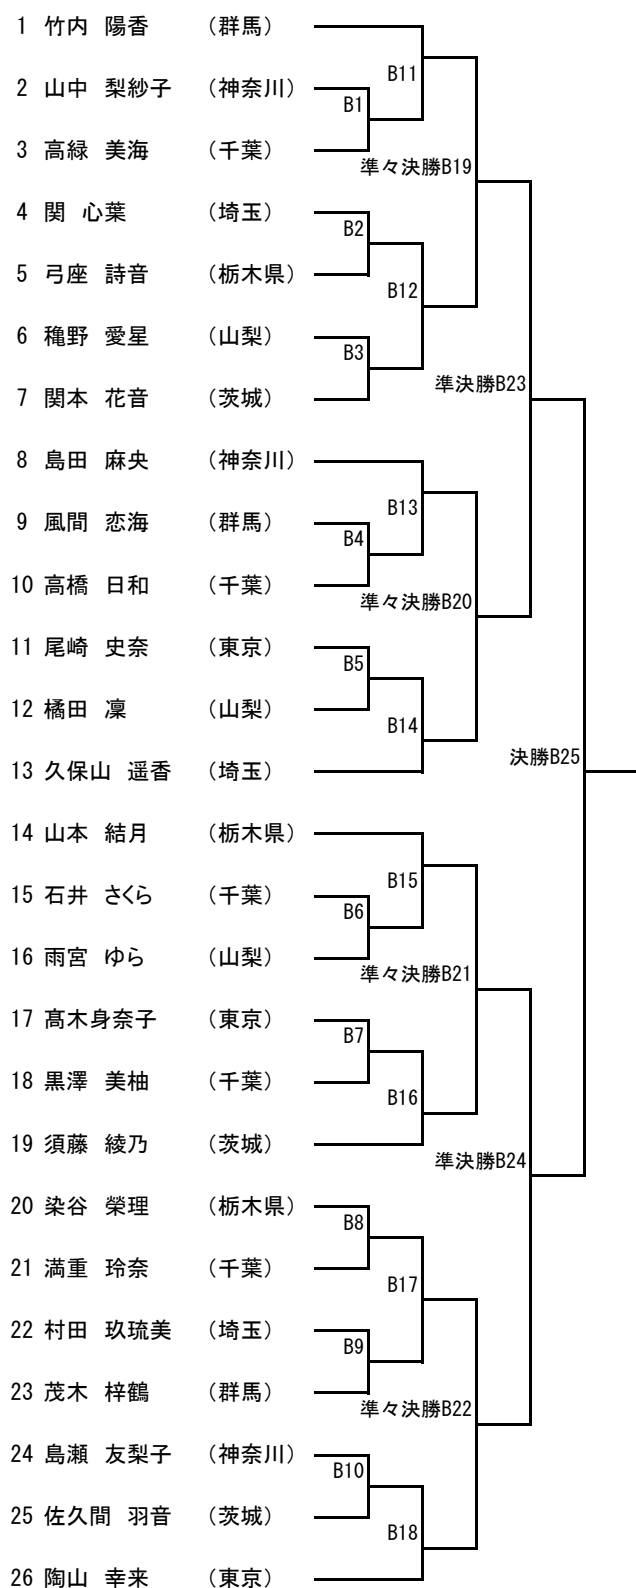 1 竹内 陽香 （群馬）
B11
2 山中 梨紗子 （神奈川）
B1
3 高緑 美海 （千葉）
準々決勝B19
4 関 心葉 （埼玉）
B2
5 弓座 詩音 （栃木県）
B12
6 穐野 愛星 （山梨）
B3
準決勝B23
7 関本 花音 （茨城）
8 島田 麻央 （神奈川）
B13
9 風間 恋海 （群馬）
B4
10 高橋 日和 （千葉）
準々決勝B20
11 尾崎 史奈 （東京）
B5
12 橘田 凜 （山梨）
B14
決勝B25
13 久保山 遥香 （埼玉）
14 山本 結月 （栃木県）
B15
15 石井 さくら （千葉）
B6
16 雨宮 ゆら （山梨）
準々決勝B21
17 髙木身奈子 （東京）
B7
18 黒澤 美柚 （千葉）
B16
19 須藤 綾乃 （茨城）
準決勝B24
20 染谷 榮理 （栃木県）
B8
21 満重 玲奈 （千葉）
B17
22 村田 玖琉美 （埼玉）
B9
23 茂木 梓鶴 （群馬）
準々決勝B22
24 島瀬 友梨子 （神奈川）
B10
25 佐久間 羽音 （茨城）
B18
26 陶山 幸来 （東京）